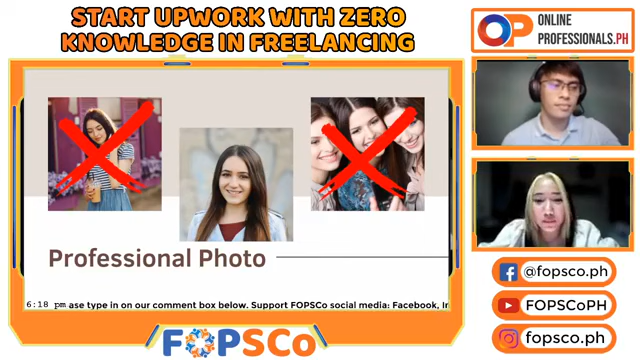 START UPWORK WITH ZERO
KNOWLEDGE IN FREELANCING
OP ONLINE
PROFESSIONALS.PH
Professional Photo
6:18 pm ase type in on our comment box below. Support FOPSCo social media: Facebook, In
FOPSCo
@fopsco.ph
FOPSCoPH
fopsco.ph